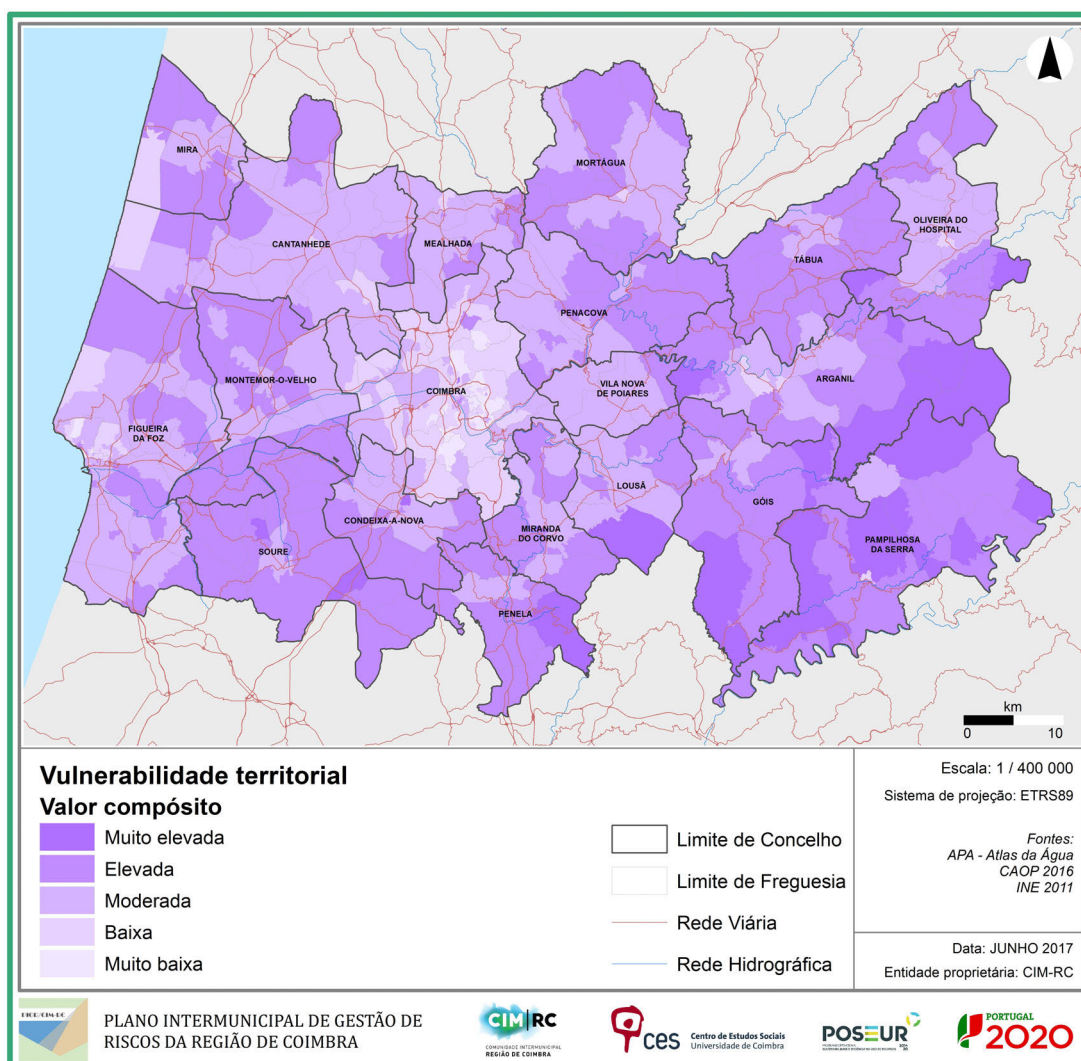 MIRA
MORTÁGUA
CANTANHEDE
MEALHADA
OLIVEIRA DO
HOSPITAL
TÁBUA
PENACOVA
MONTEMOR-O-VELHO
COIMBRA
VILA NOVA
DE POIARES
ARGANIL
FIGUEIRA
DA FOZ
LOUSÃ
GÓIS
CONDEIXA-A-NOVA
MIRANDA
DO CORVO
SOURE
PAMPILHOSA
DA SERRA
PENELA
km
0 10
Vulnerabilidade territorial
Valor compósito
Muito elevada
Elevada
Moderada
Baixa
Muito baixa
Limite de Concelho
Limite de Freguesia
Rede Viária
Rede Hidrográfica
Escala: 1 / 400 000
Sistema de projeção: ETRS89
Fontes:
APA - Atlas da Água
CAOP 2016
INE 2011
Data: JUNHO 2017
Entidade proprietária: CIM-RC
PLANO INTERMUNICIPAL DE GESTÃO DE
RISCOS DA REGIÃO DE COIMBRA
CIM|RC
COMUNIDADE INTERMUNICIPAL
REGIÃO DE COIMBRA
ces
Centro de Estudos Sociais
Universidade de Coimbra
POSEUR
PORTUGAL
2020